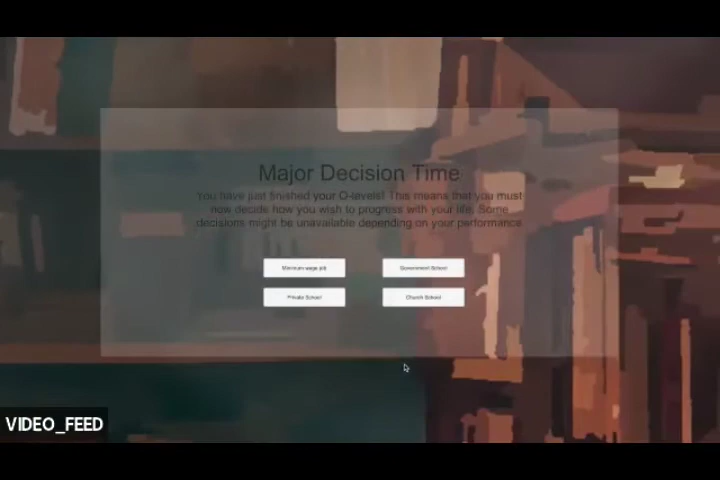 Major Decision Time
You have just finished your O-levels! This means that you must
now decide how you wish to progress with your life. Some
decisions might be unavailable depending on your performance
Minimum wage job
Government School
Private School
Church School
VIDEO_FEED